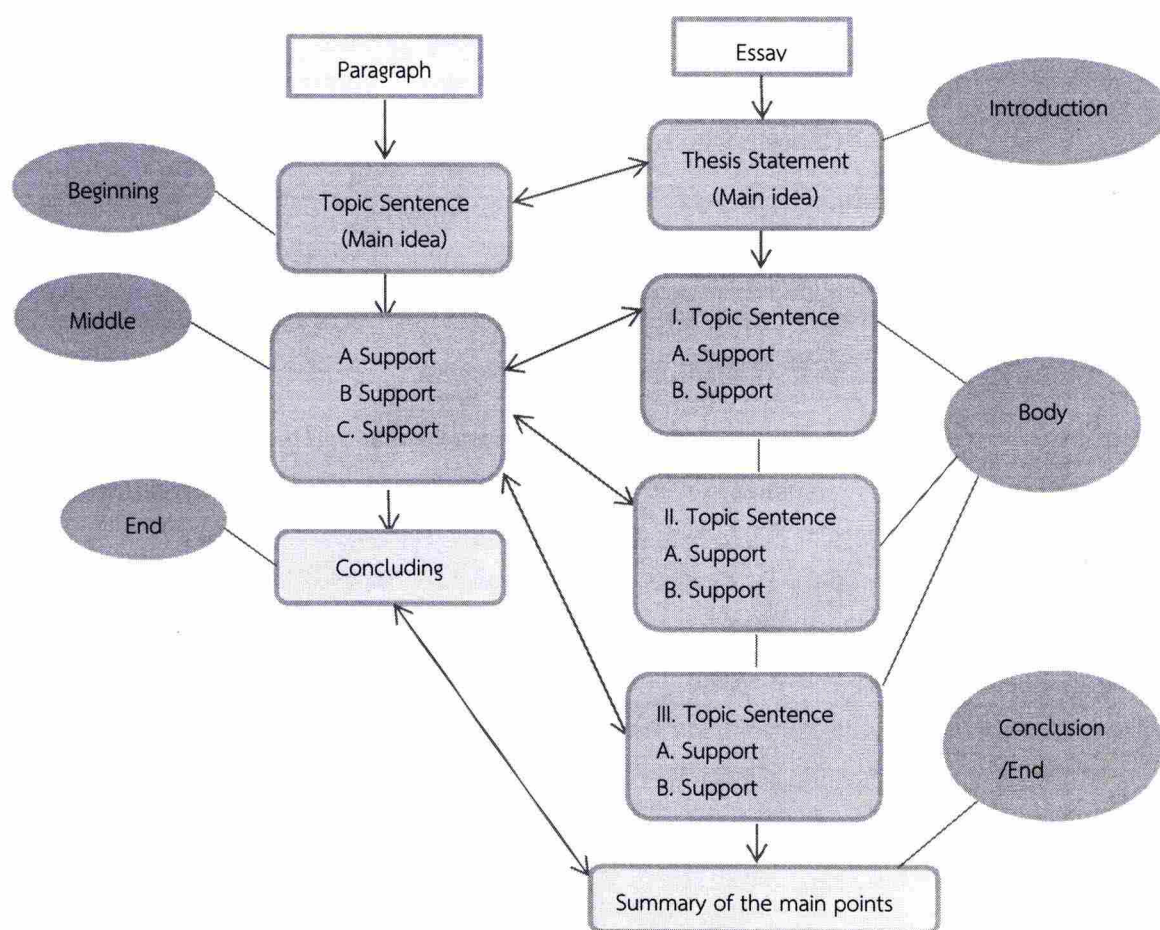 Paragraph
Essay
Introduction
Beginning
Topic Sentence
(Main idea)
Thesis Statement
(Main idea)
Middle
A Support
B Support
C. Support
I. Topic Sentence
A. Support
B. Support
Body
End
Concluding
II. Topic Sentence
A. Support
B. Support
III. Topic Sentence
A. Support
B. Support
Conclusion
/End
Summary of the main points